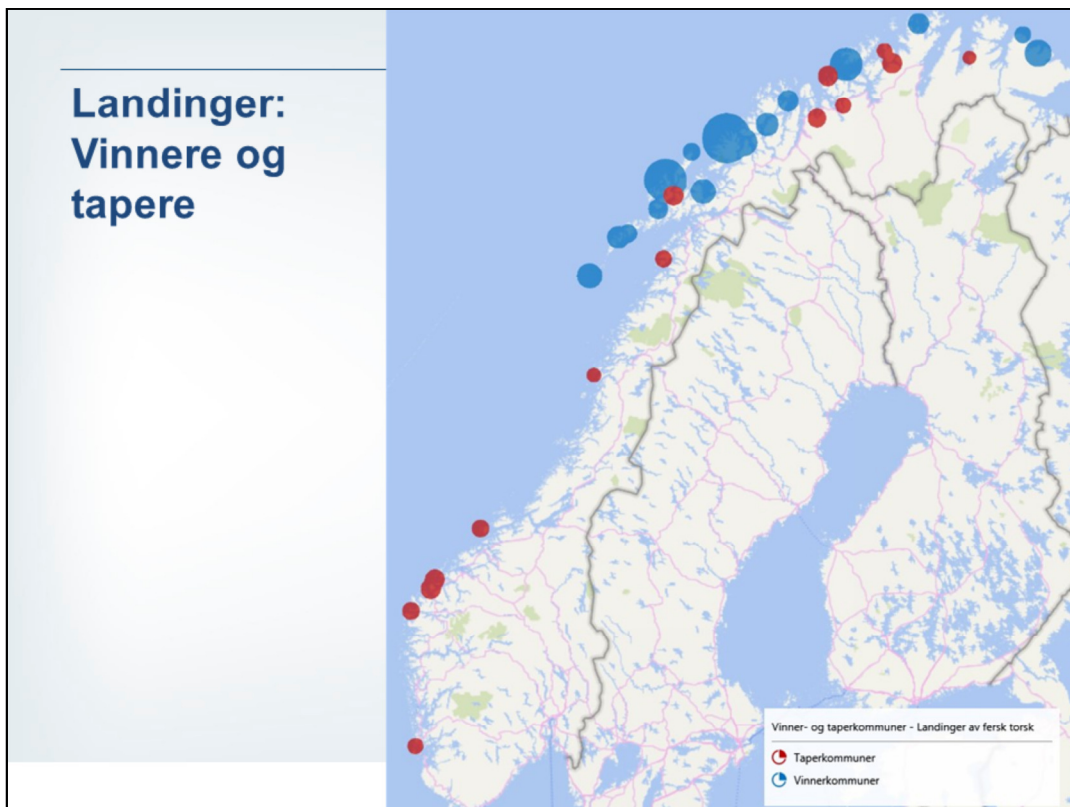 Landinger:
Vinnere og
tapere
Vinner- og taperkommuner - Landinger av fersk torsk
Taperkommuner
Vinnerkommuner